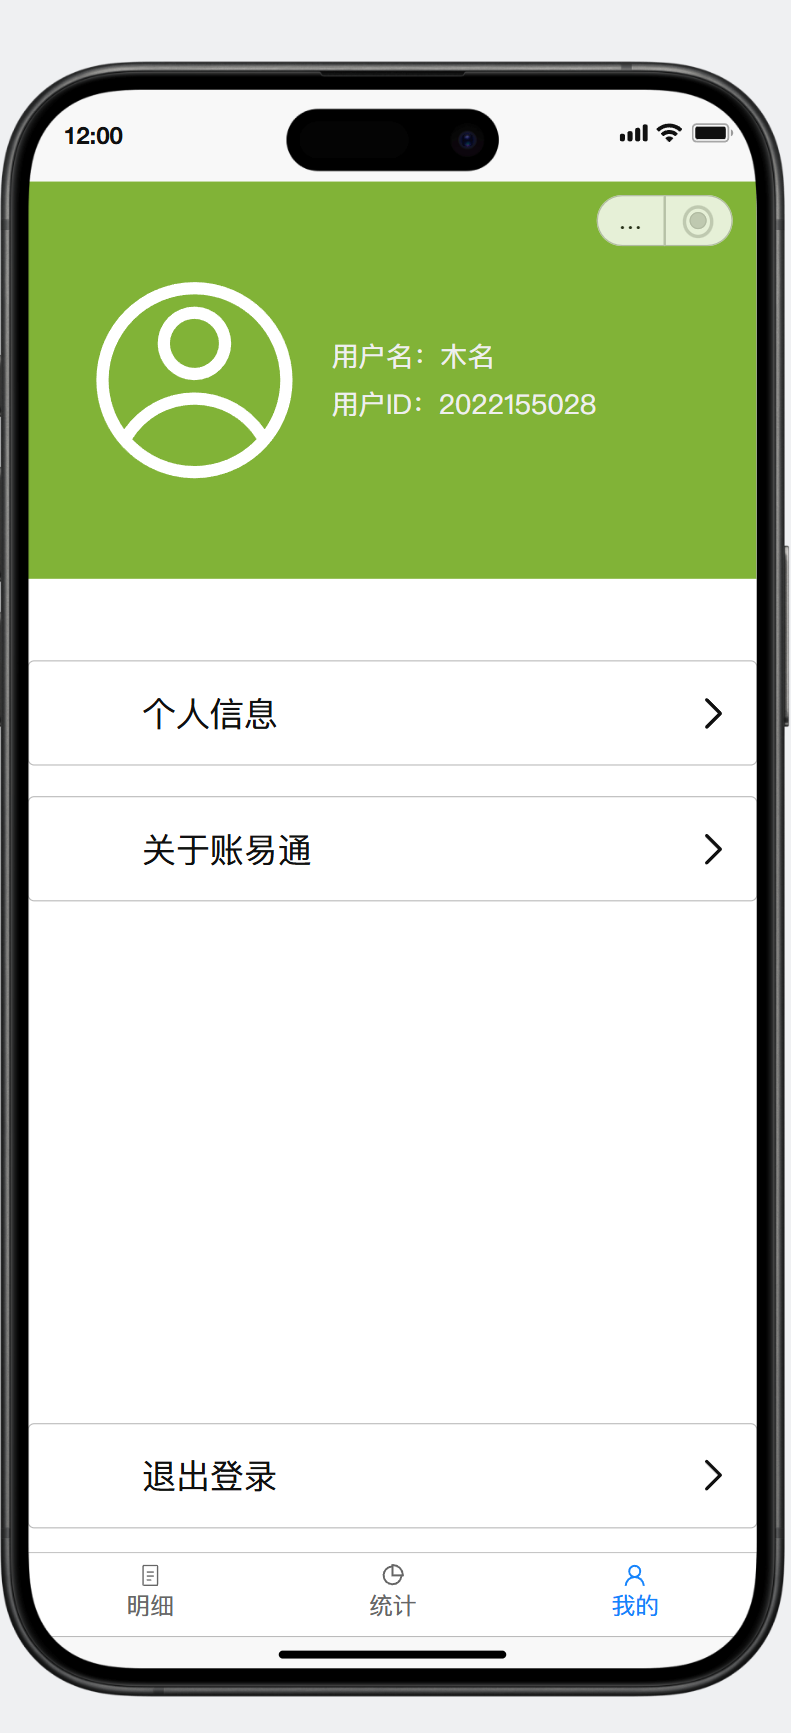 12:00
...
用户名：木名
用户ID：2022155028
个人信息
关于账易通
退出登录
明细
统计
我的